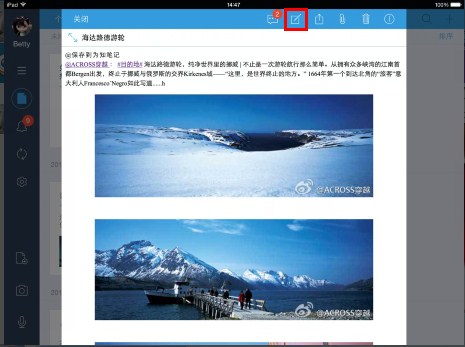 iPad
14:47
100%
关闭
2
Belly
海达路德游轮
@保存到为知笔记
@ACROSS穿越： #目的地# 海达路德游轮，纯净世界里的挪威 | 不止是一次游轮航行那么简单。从拥有众多峡湾的江南首
都Bergen出发，终止于挪威与俄罗斯的交界Kirkenes城——“这里，是世界终止的地方。” 1664年第一个到达北角的“旅客”意
大利人Francesco Negro如此写道.....h
@ACROSS穿越
@ACROSS穿越